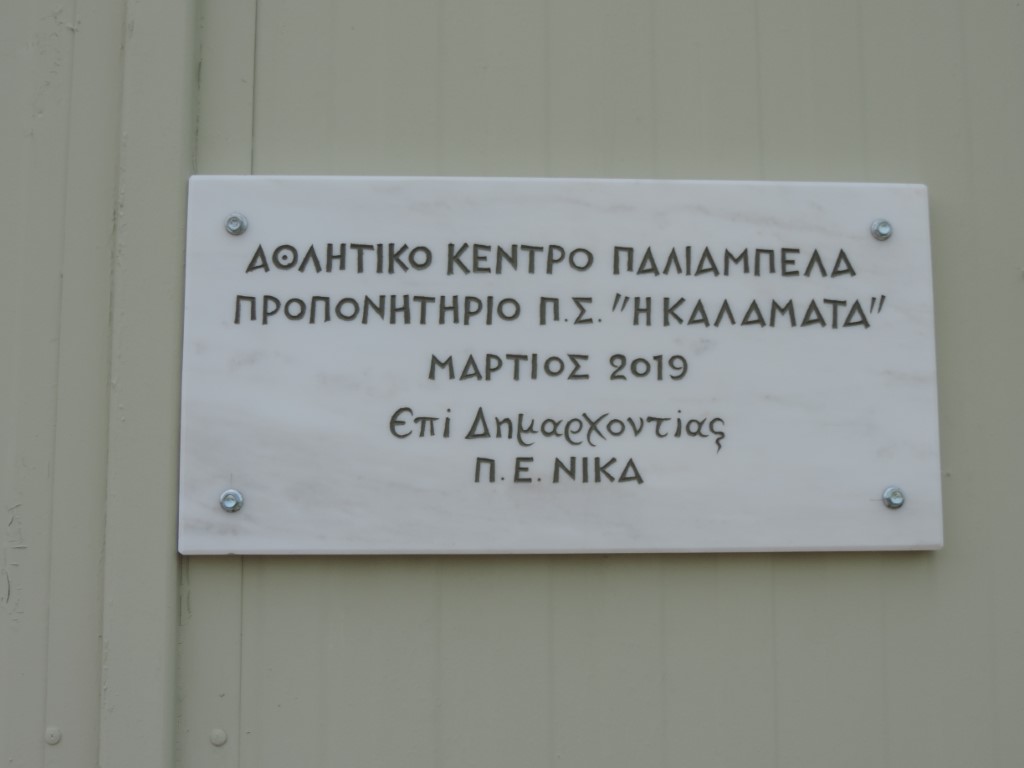 ΑΘΛΗΤΙΚΟ ΚΕΝΤΡΟ ΠΑΛΙΑΜΠΕΛΑ
ΠΡΟΠΟΝΗΤΗΡΙΟ Π.Σ. "Η ΚΑΛΑΜΑΤΑ"
ΜΑΡΤΙΟΣ 2019
Επί Δημαρχοντίας
Π.Ε. ΝΙΚΑ